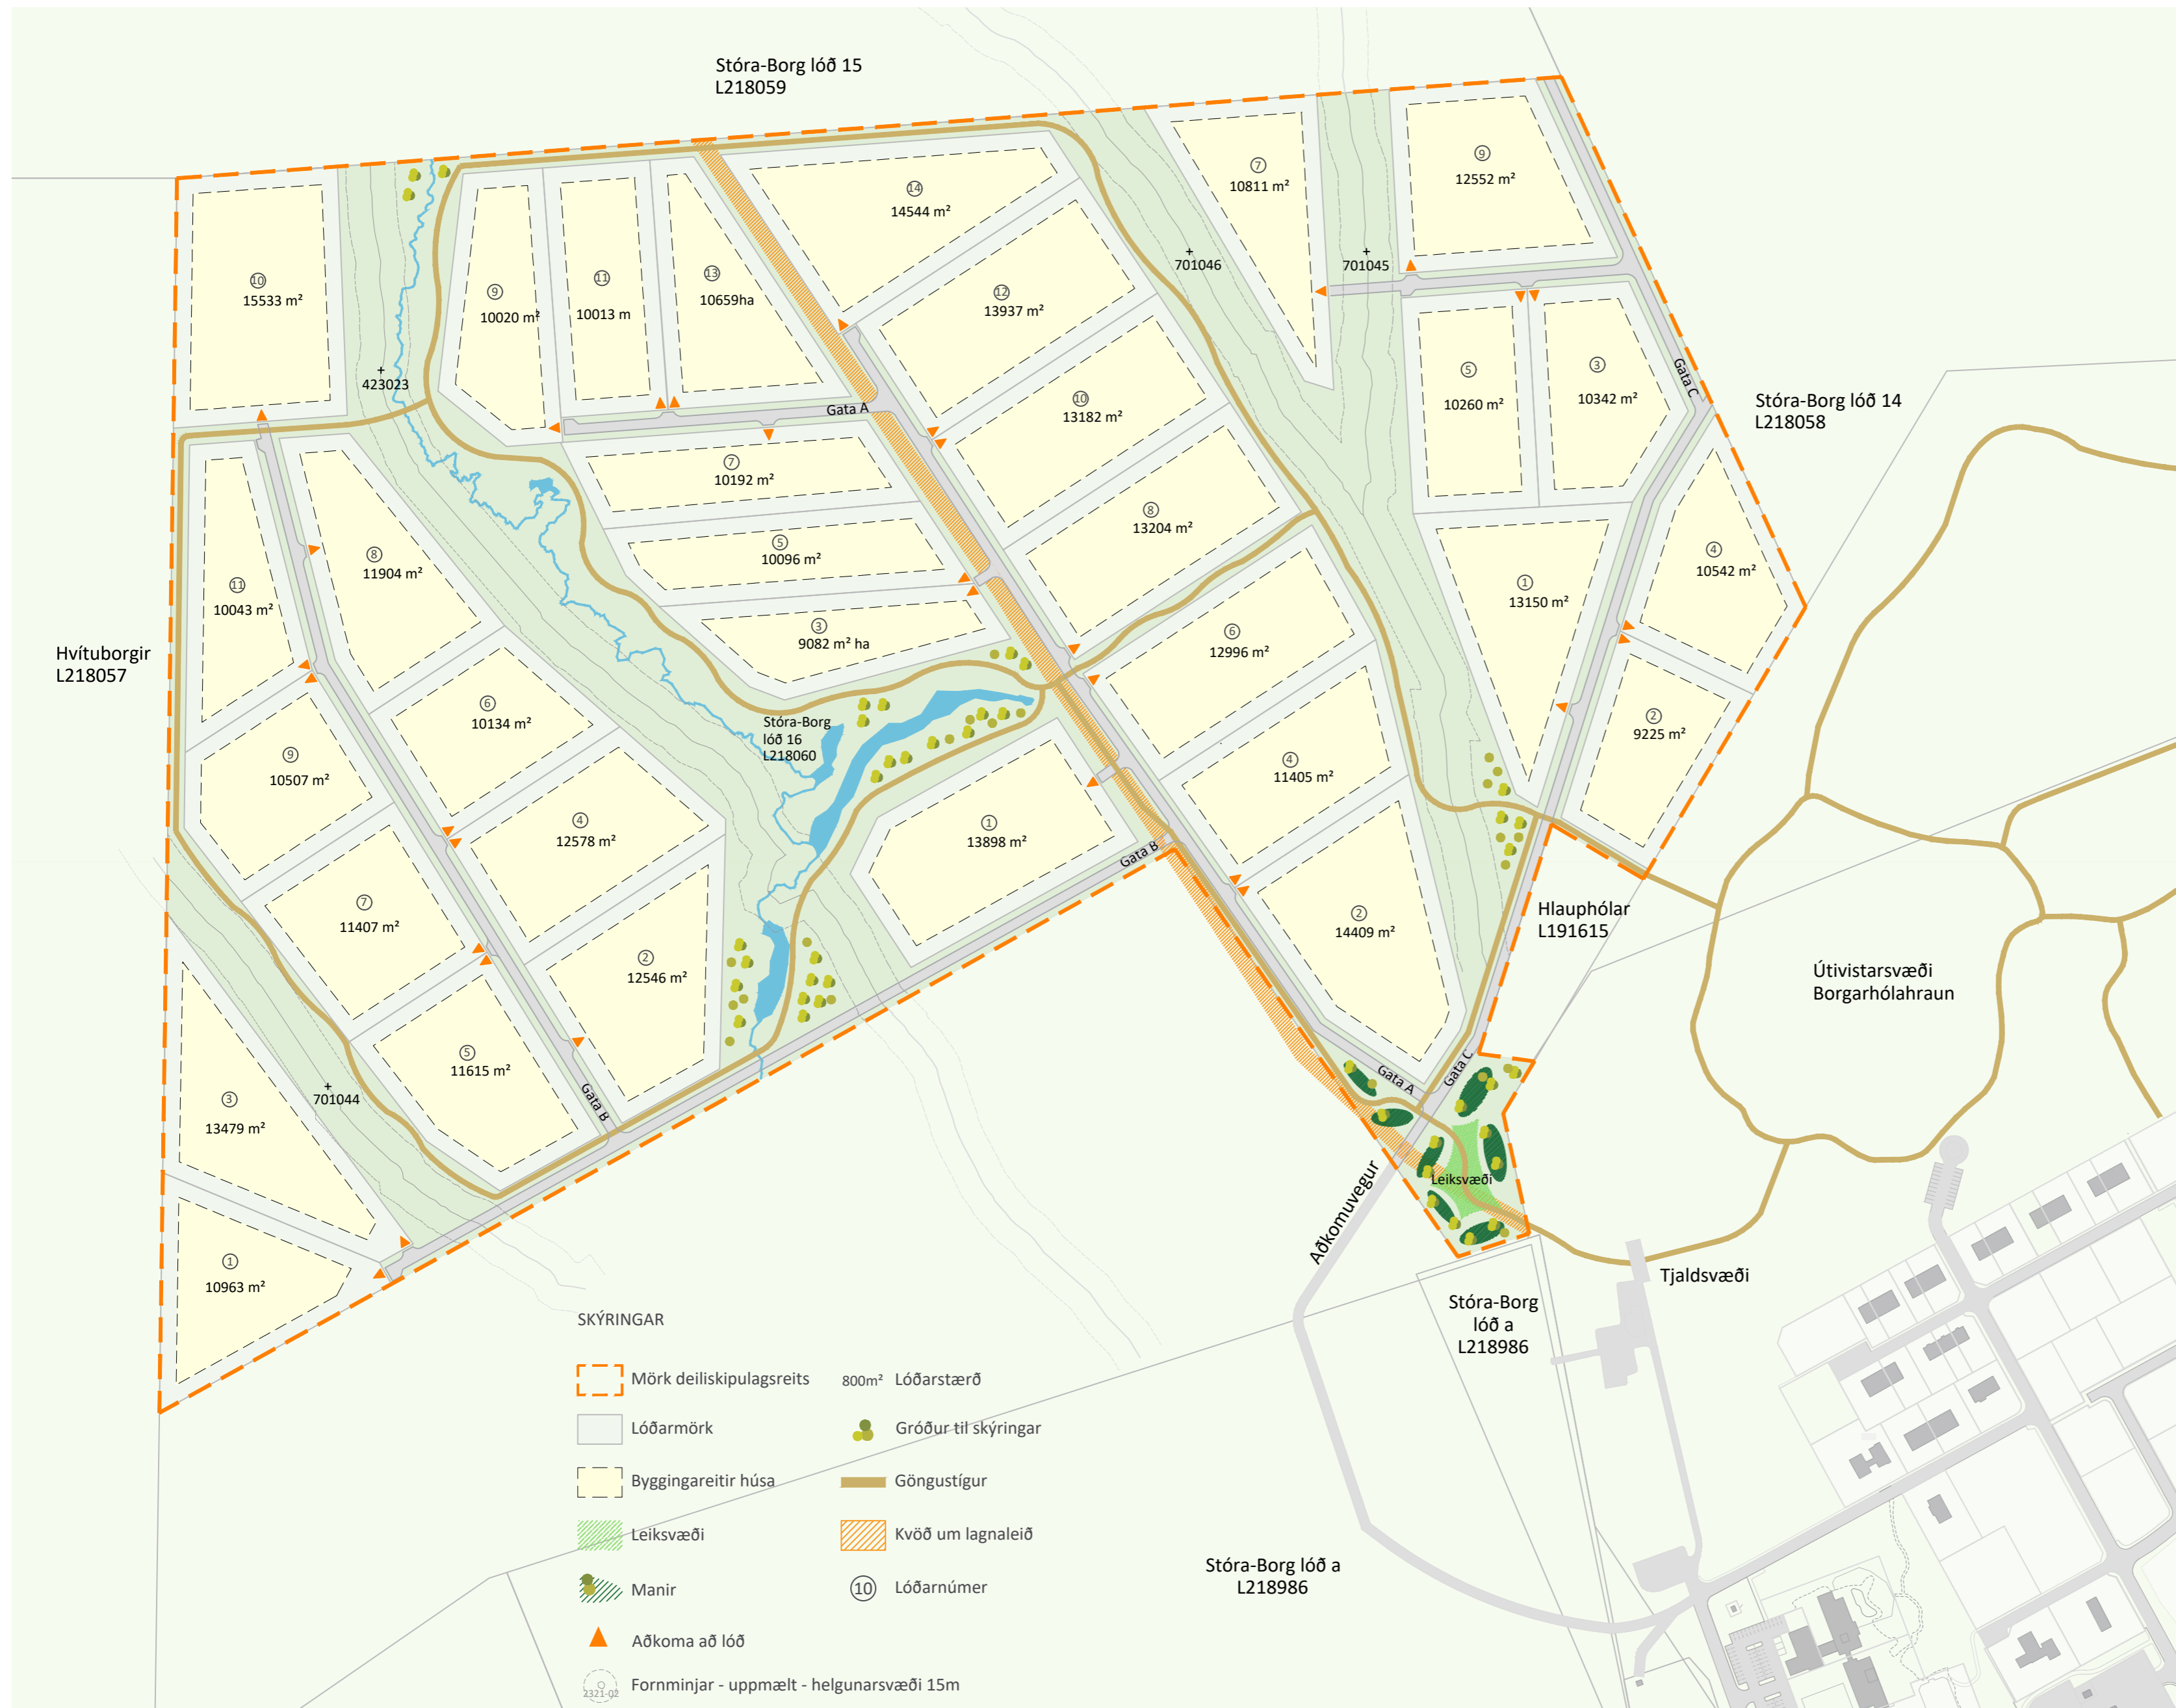 Stóra-Borg lóð 15
L218059
⑦
10811 m²
⑨
12552 m²
⑭
14544 m²
⑩
15533 m²
⑨
10020 m²
⑪
10013 m
⑬
10659ha
⑫
13937 m²
+
701046
+
701045
+
423023
Gata A
⑩
13182 m²
⑤
10260 m²
③
10342 m²
Gata C
Stóra-Borg lóð 14
L218058
⑦
10192 m²
⑧
13204 m²
⑤
10096 m²
⑧
11904 m²
⑪
10043 m²
④
10542 m²
①
13150 m²
③
9082 m² ha
⑥
12996 m²
Hvítuborgir
L218057
⑥
10134 m²
Stóra-Borg
lóð 16
L218060
②
9225 m²
⑨
10507 m²
④
11405 m²
④
12578 m²
①
13898 m²
Gata B
⑦
11407 m²
②
14409 m²
Hlauphólar
L191615
②
12546 m²
Útivistarsvæði
Borgarhólahraun
⑤
11615 m²
Gata B
Gata A
Gata C
③
13479 m²
+
701044
Leiksvæði
Aðkomuvegur
①
10963 m²
Tjaldsvæði
Stóra-Borg
lóð a
L218986
SKÝRINGAR
Mörk deiliskipulagsreits
800m² Lóðarstærð
Lóðarmörk
Gróður til skýringar
Byggingareitir húsa
Göngustígur
Leiksvæði
Kvöð um lagnaleið
Manir
⑩ Lóðarnúmer
Aðkoma að lóð
2321-02 Fornminjar - uppmælt - helgunarsvæði 15m
Stóra-Borg lóð a
L218986